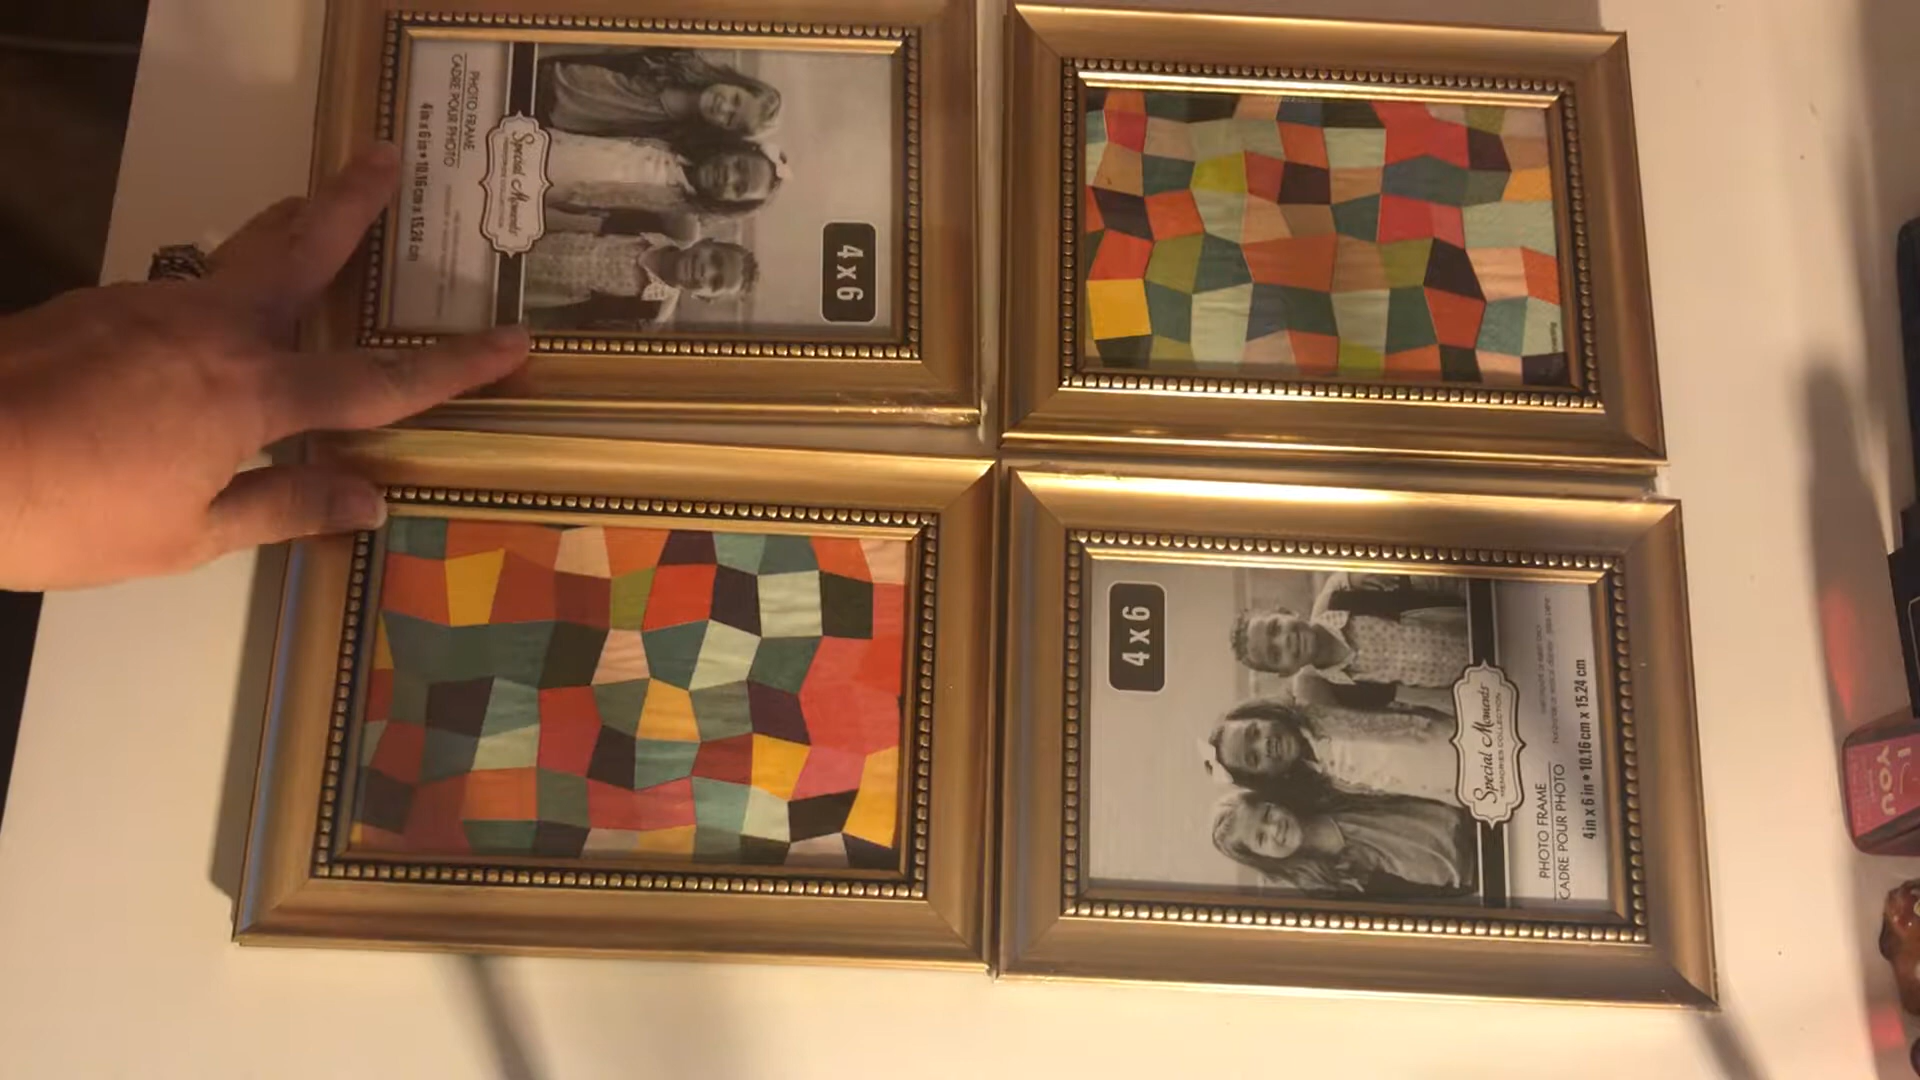 PHOTO FRAME
CADRE POUR PHOTO
4 in x 6 in • 10.16 cm x 15.24 cm
Special Moments
MEMORIES COLLECTION
4 x 6
4 x 6
Special Moments
MEMORIES COLLECTION
PHOTO FRAME
CADRE POUR PHOTO
4 in x 6 in • 10.16 cm x 15.24 cm
YOU